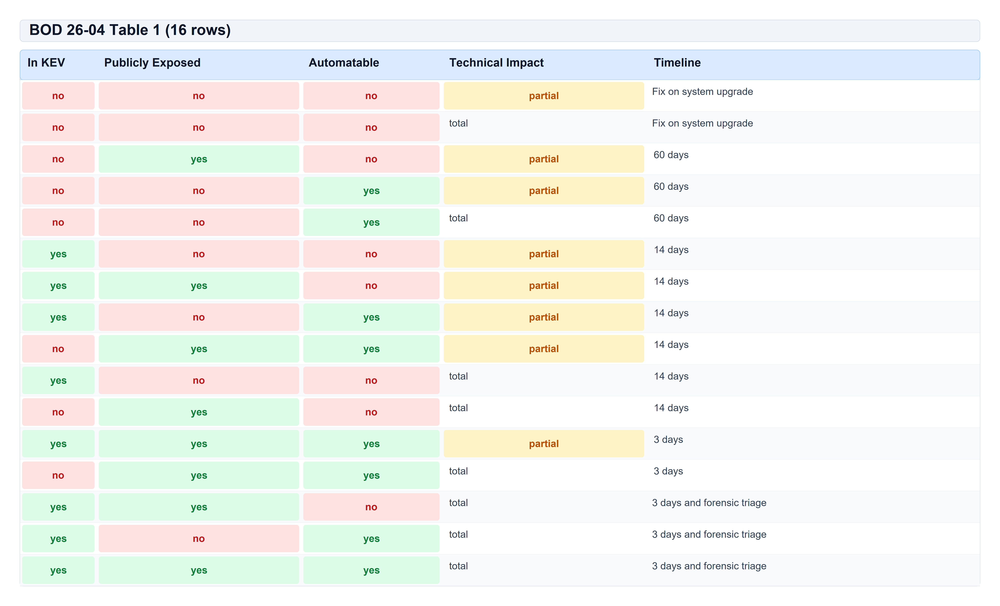 BOD 26-04 Table 1 (16 rows)
In KEV Publicly Exposed Automatable Technical Impact Timeline
no no no partial Fix on system upgrade
no no no total Fix on system upgrade
no yes no partial 60 days
no no yes partial 60 days
no no yes total 60 days
yes no no partial 14 days
yes yes no partial 14 days
yes no yes partial 14 days
no yes yes partial 14 days
yes no no total 14 days
no yes no total 14 days
yes yes yes partial 3 days
no yes yes total 3 days
yes yes no total 3 days and forensic triage
yes no yes total 3 days and forensic triage
yes yes yes total 3 days and forensic triage